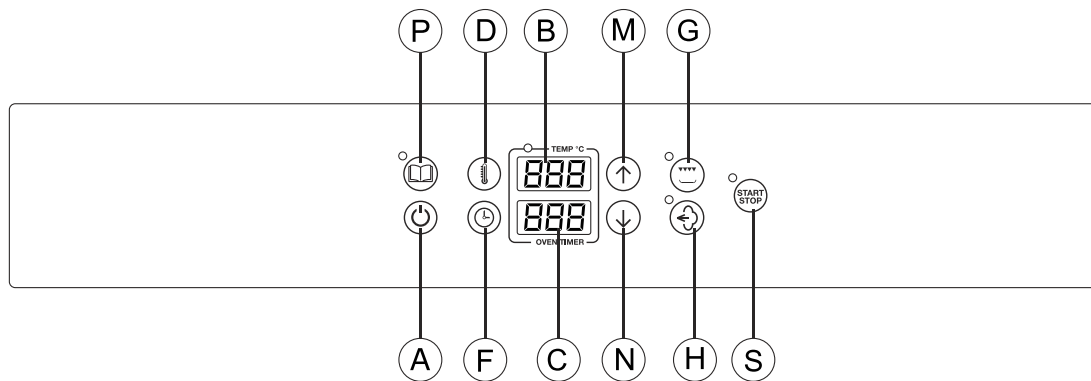 P D B M G
TEMP °C
888
START
STOP
888
OVEN TIMER
A F C N H S